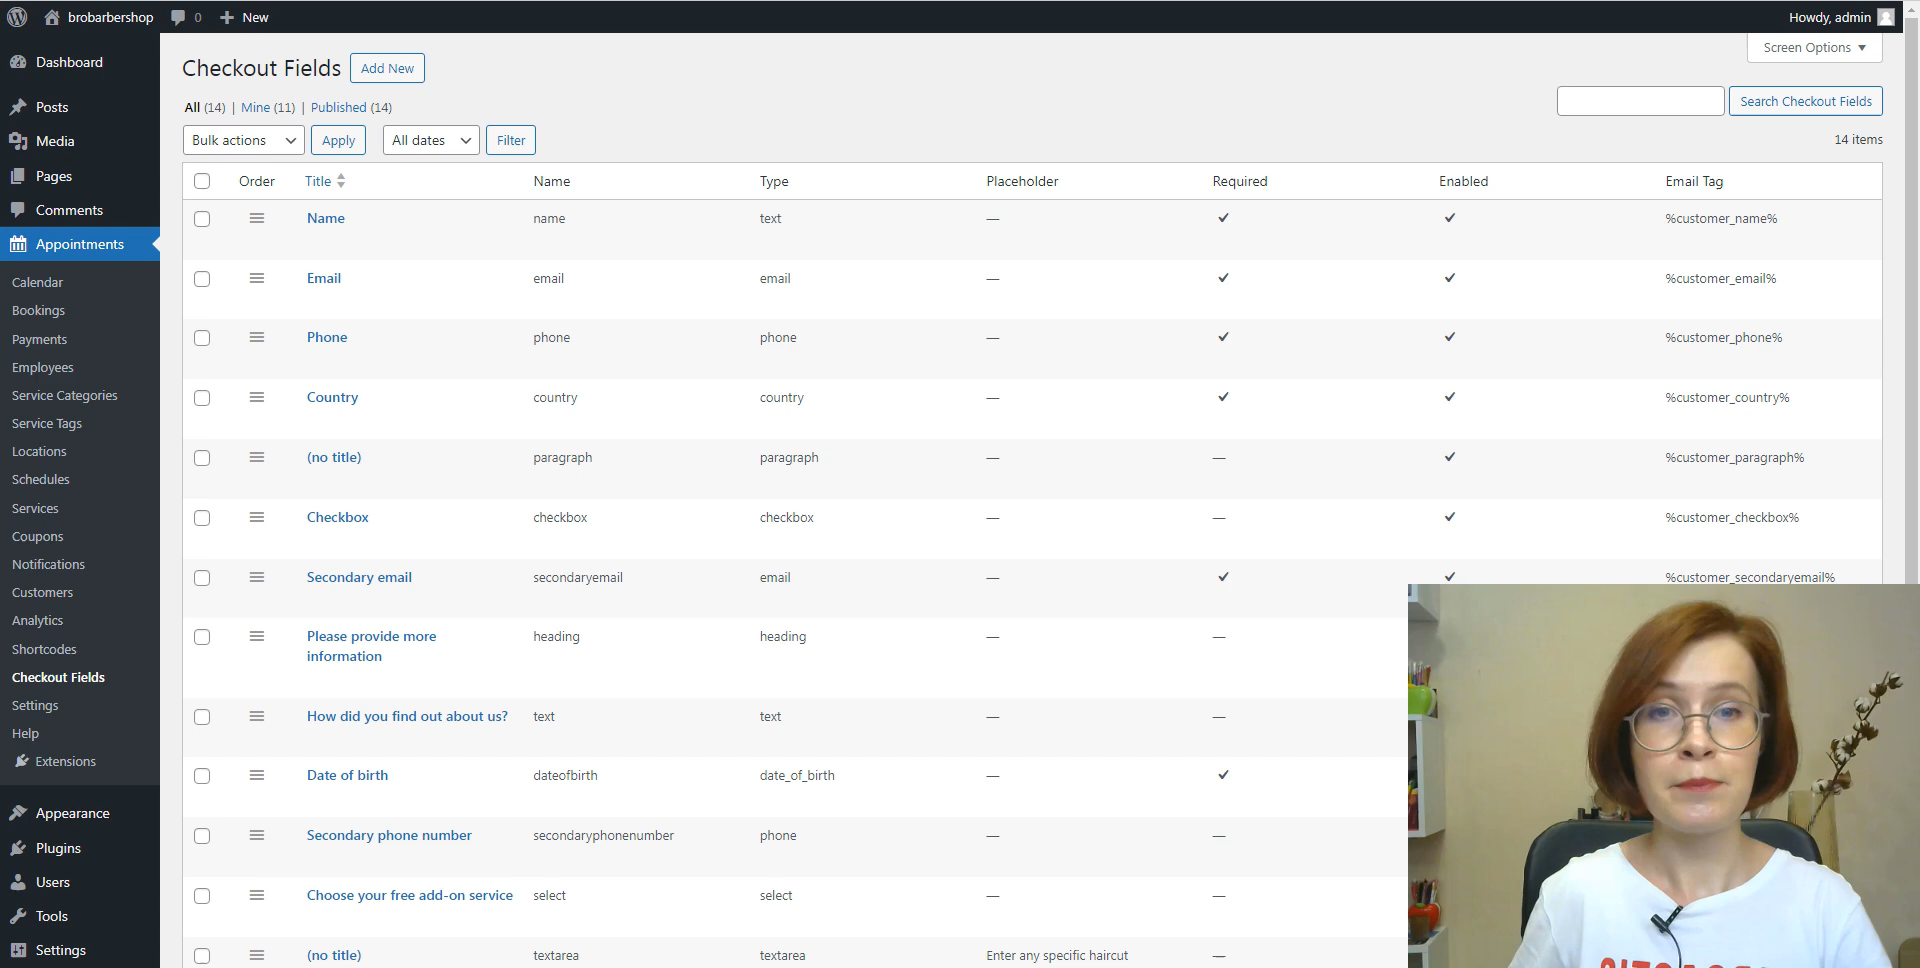 brobarbershop 0 New Howdy, admin
Screen Options
Dashboard
Posts
Media
Pages
Comments
Appointments
Calendar
Bookings
Payments
Employees
Service Categories
Service Tags
Locations
Schedules
Services
Coupons
Notifications
Customers
Analytics
Shortcodes
Checkout Fields
Settings
Help
Extensions
Appearance
Plugins
Users
Tools
Settings
Checkout Fields Add New
All (14) | Mine (11) | Published (14)
Search Checkout Fields
Bulk actions Apply All dates Filter 14 items
Order Title Name Type Placeholder Required Enabled Email Tag
Name name text — ✔ ✔ %customer_name%
Email email email — ✔ ✔ %customer_email%
Phone phone phone — ✔ ✔ %customer_phone%
Country country country — ✔ ✔ %customer_country%
(no title) paragraph paragraph — — ✔ %customer_paragraph%
Checkbox checkbox checkbox — — ✔ %customer_checkbox%
Secondary email secondaryemail email — ✔ ✔ %customer_secondaryemail%
Please provide more heading heading — —
information
How did you find out about us? text text — —
Date of birth dateofbirth date_of_birth — ✔
Secondary phone number secondaryphonenumber phone — —
Choose your free add-on service select select — —
(no title) textarea textarea Enter any specific haircut —